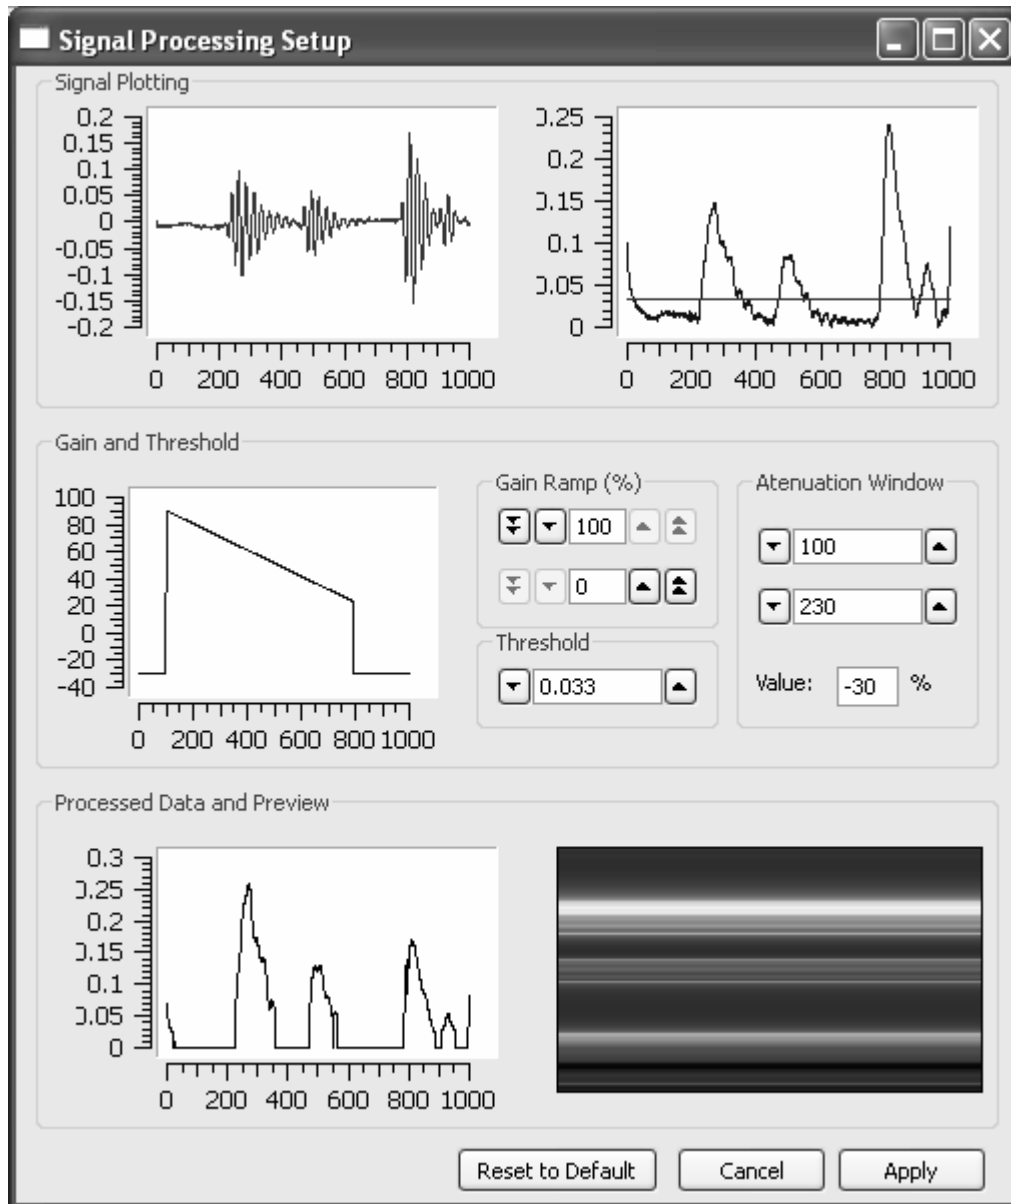 Signal Processing Setup
Signal Plotting
0.2
0.15
0.1
0.05
0
-0.05
-0.1
-0.15
-0.2
0 200 400 600 800 1000
0.25
0.2
0.15
0.1
0.05
0
0 200 400 600 800 1000
Gain and Threshold
100
80
60
40
20
0
-20
-40
0 200 400 600 800 1000
Gain Ramp (%)
100
0
Threshold
0.033
Atenuation Window
100
230
Value: -30 %
Processed Data and Preview
0.3
0.25
0.2
0.15
0.1
0.05
0
0 200 400 600 800 1000
Reset to Default Cancel Apply